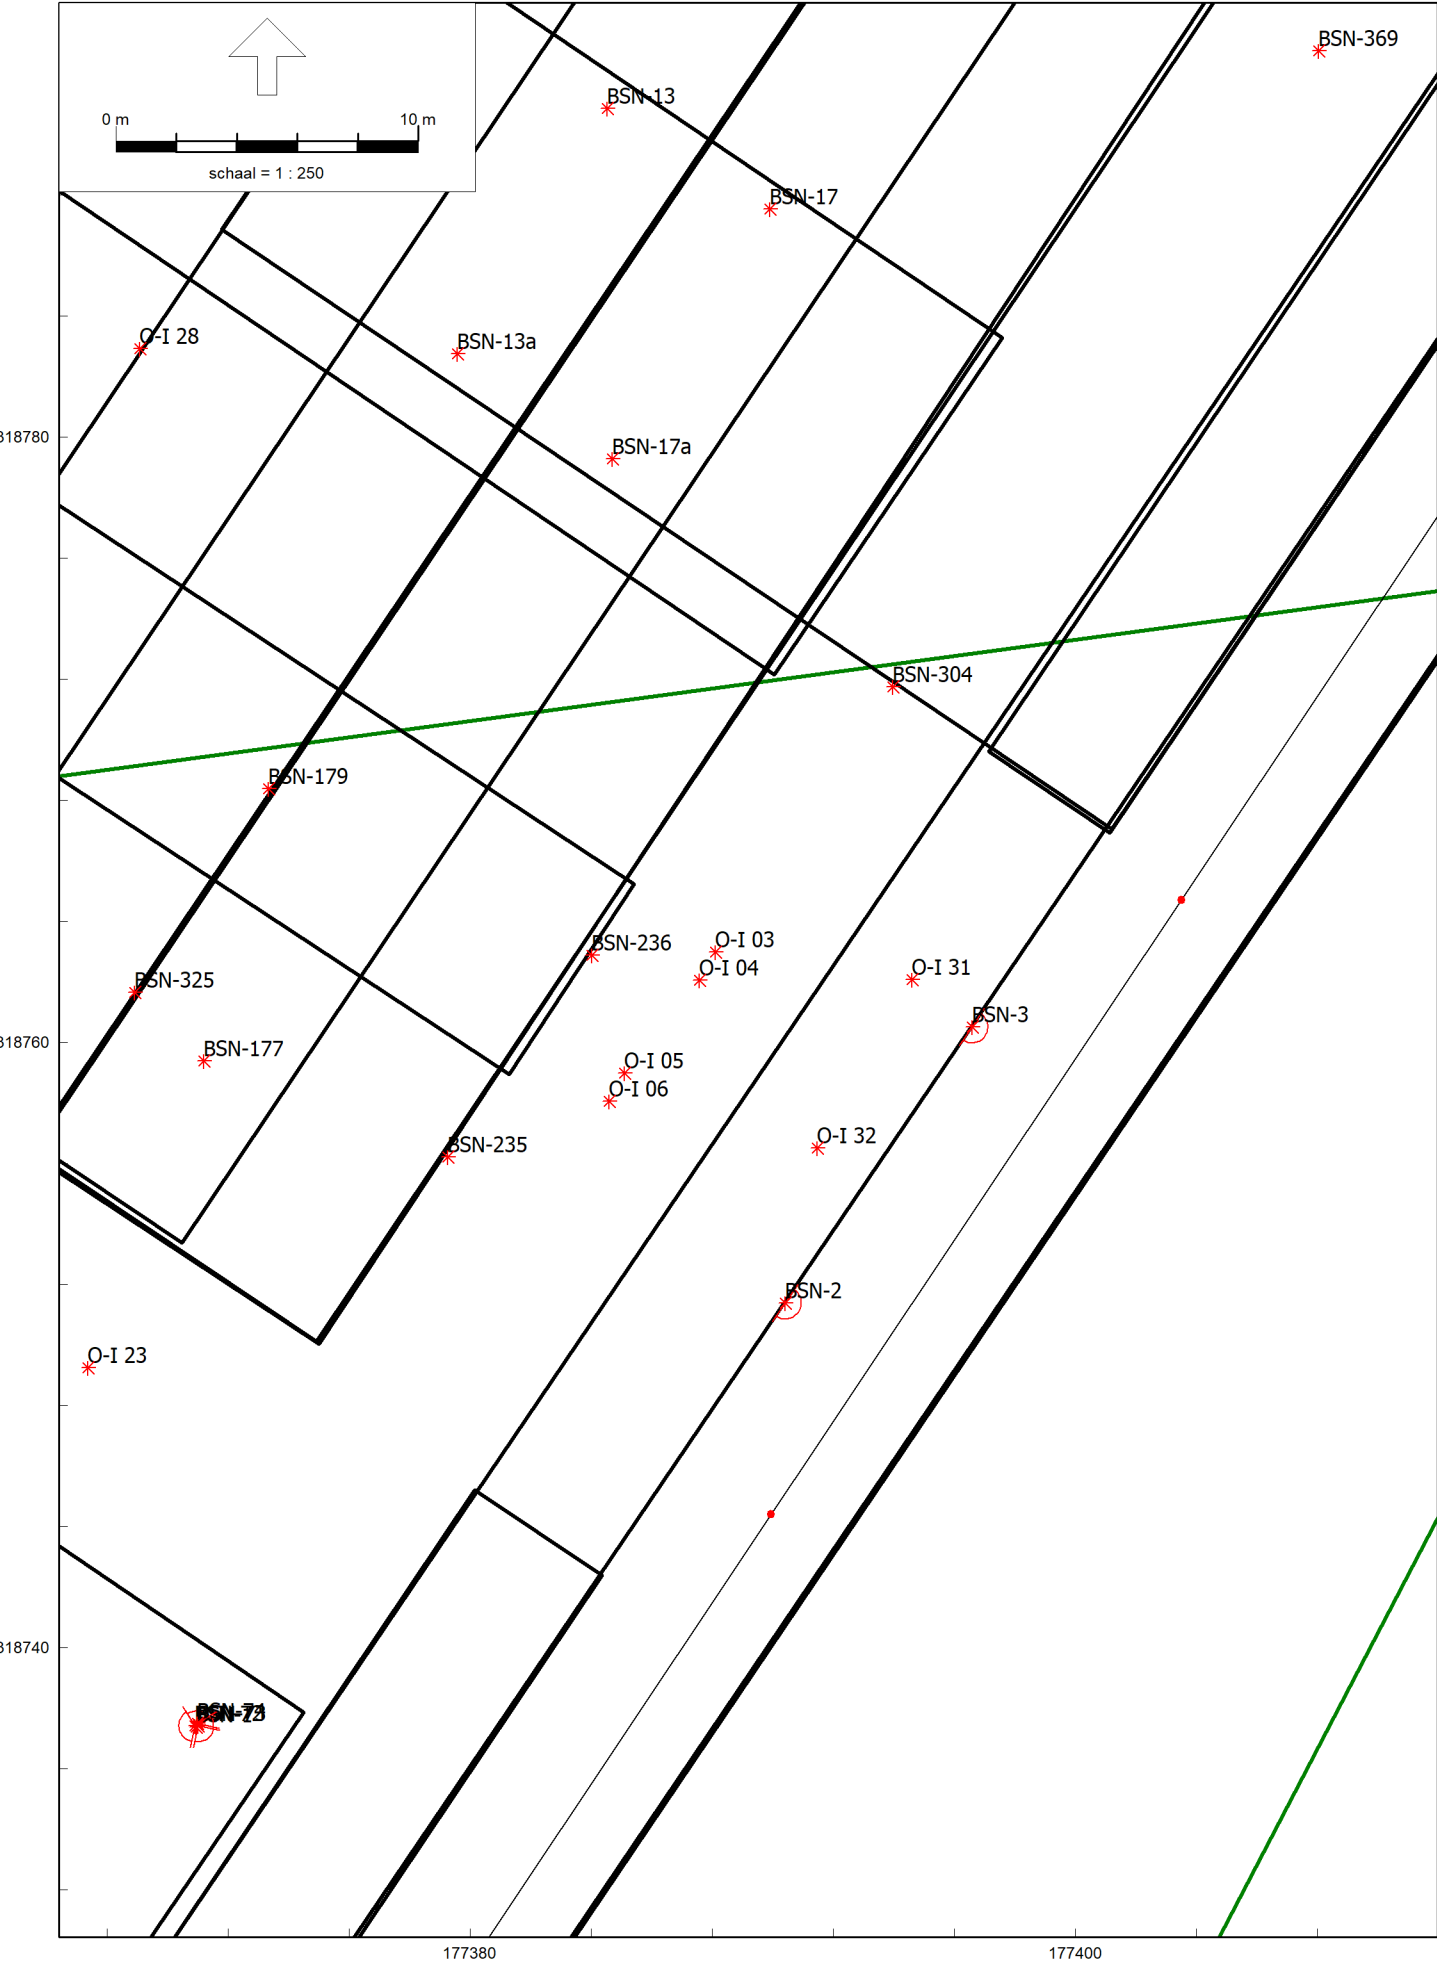 BSN-369
BSN-13
0 m
10 m
schaal = 1 : 250
BSN-17
O-I 28
BSN-13a
318780
BSN-17a
BSN-304
BSN-179
BSN-236
O-I 03
O-I 04
O-I 31
BSN-325
BSN-3
318760
BSN-177
O-I 05
O-I 06
O-I 32
BSN-235
BSN-2
O-I 23
318740
177380
177400